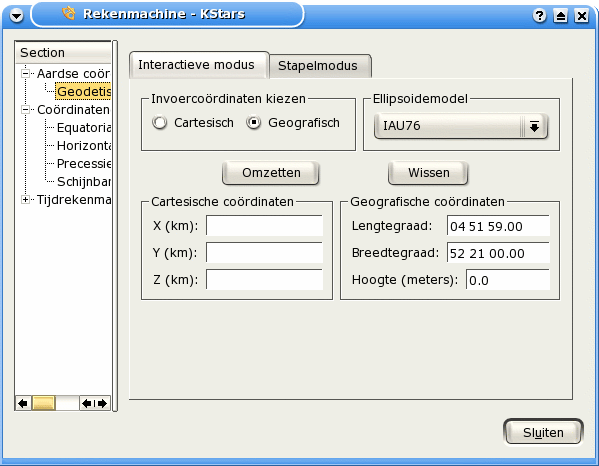 Rekenmachine - KStars
Section
Aardse coör
Geodetis
Coördinaten
Equatoria
Horizonta
Precessie
Schijnbar
Tijdrekenma
Interactieve modus
Stapelmodus
Invoercoördinaten kiezen
Cartesisch
Geografisch
Ellipsoidemodel
IAU76
Omzetten
Wissen
Cartesische coördinaten
X (km):
Y (km):
Z (km):
Geografische coördinaten
Lengtegraad: 04 51 59.00
Breedtegraad: 52 21 00.00
Hoogte (meters): 0.0
Sluiten